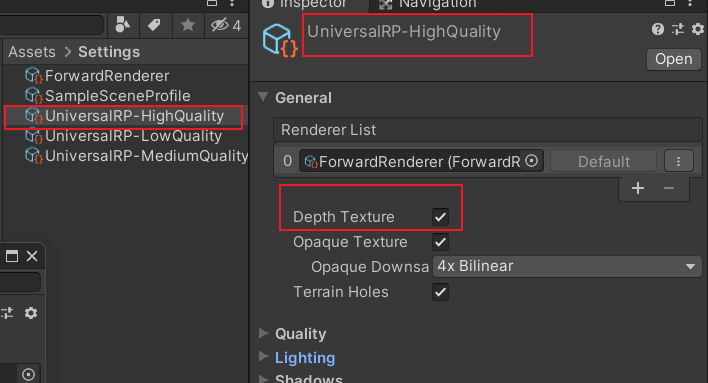 Inspector
Navigation
4
Assets > Settings
ForwardRenderer
SampleSceneProfile
UniversalRP-HighQuality
UniversalRP-LowQuality
UniversalRP-MediumQuality
UniversalRP-HighQuality
Open
General
Renderer List
0 ForwardRenderer (ForwardR Default
Depth Texture
Opaque Texture
Opaque Downsa 4x Bilinear
Terrain Holes
Quality
Lighting
Shadows